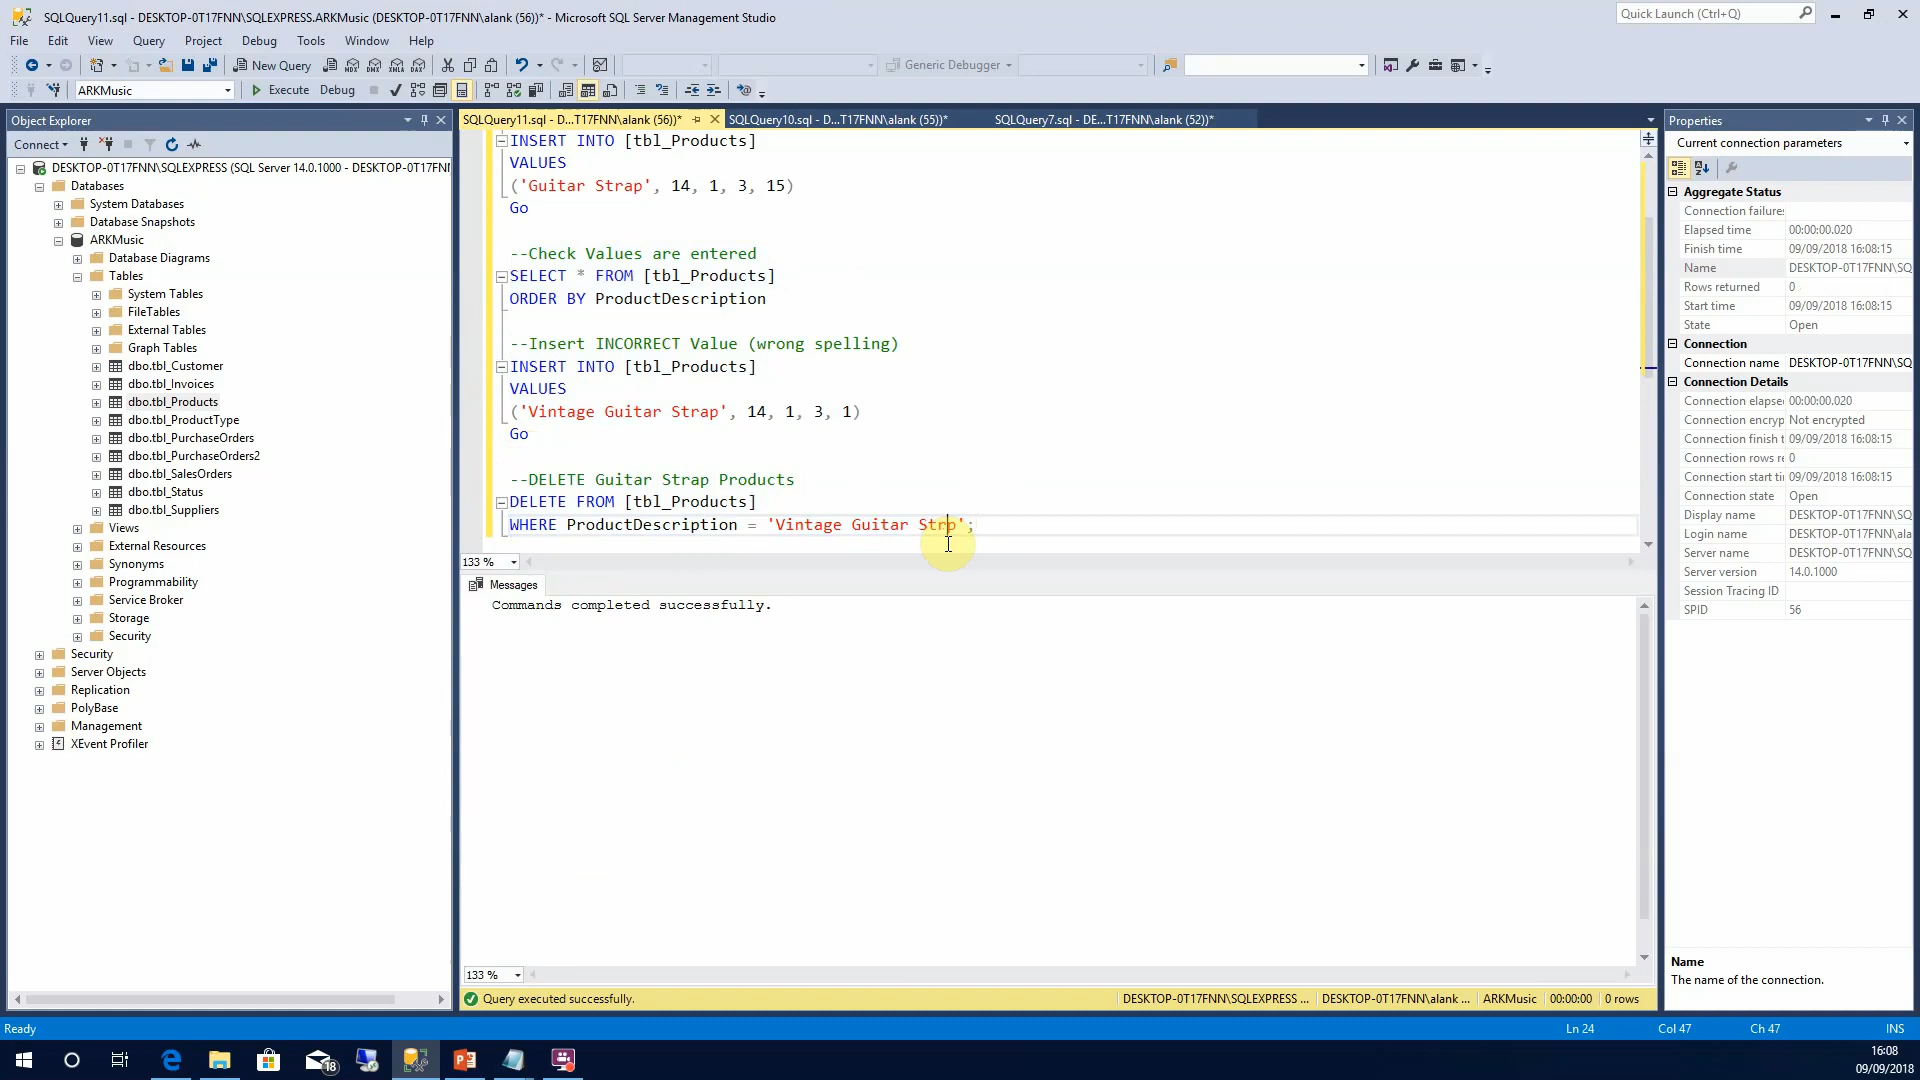 SQLQuery11.sql - DESKTOP-0T17FNN\SQLEXPRESS.ARKMusic (DESKTOP-0T17FNN\alank (56))* - Microsoft SQL Server Management Studio
Quick Launch (Ctrl+Q)
File Edit View Query Project Debug Tools Window Help
New Query
Generic Debugger
ARKMusic
Execute Debug
Object Explorer
Connect
DESKTOP-0T17FNN\SQLEXPRESS (SQL Server 14.0.1000 - DESKTOP-0T17FNN\
Databases
System Databases
Database Snapshots
ARKMusic
Database Diagrams
Tables
System Tables
FileTables
External Tables
Graph Tables
dbo.tbl_Customer
dbo.tbl_Invoices
dbo.tbl_Products
dbo.tbl_ProductType
dbo.tbl_PurchaseOrders
dbo.tbl_PurchaseOrders2
dbo.tbl_SalesOrders
dbo.tbl_Status
dbo.tbl_Suppliers
Views
External Resources
Synonyms
Programmability
Service Broker
Storage
Security
Security
Server Objects
Replication
PolyBase
Management
XEvent Profiler
SQLQuery11.sql - D...T17FNN\alank (56))*
SQLQuery10.sql - D...T17FNN\alank (55))*
SQLQuery7.sql - DE...T17FNN\alank (52))*
INSERT INTO [tbl_Products]
VALUES
('Guitar Strap', 14, 1, 3, 15)
Go
--Check Values are entered
SELECT * FROM [tbl_Products]
ORDER BY ProductDescription
--Insert INCORRECT Value (wrong spelling)
INSERT INTO [tbl_Products]
VALUES
('Vintage Guitar Strap', 14, 1, 3, 1)
Go
--DELETE Guitar Strap Products
DELETE FROM [tbl_Products]
WHERE ProductDescription = 'Vintage Guitar Strp';
133 %
Messages
Commands completed successfully.
133 %
Query executed successfully.
DESKTOP-0T17FNN\SQLEXPRESS ...
DESKTOP-0T17FNN\alank ...
ARKMusic
00:00:00
0 rows
Properties
Current connection parameters
Aggregate Status
Connection failures
Elapsed time 00:00:00.020
Finish time 09/09/2018 16:08:15
Name DESKTOP-0T17FNN\SQ
Rows returned 0
Start time 09/09/2018 16:08:15
State Open
Connection
Connection name DESKTOP-0T17FNN\SQ
Connection Details
Connection elapse 00:00:00.020
Connection encryp Not encrypted
Connection finish t 09/09/2018 16:08:15
Connection rows re 0
Connection start ti 09/09/2018 16:08:15
Connection state Open
Display name DESKTOP-0T17FNN\SQ
Login name DESKTOP-0T17FNN\ala
Server name DESKTOP-0T17FNN\SQ
Server version 14.0.1000
Session Tracing ID
SPID 56
Name
The name of the connection.
Ready
Ln 24
Col 47
Ch 47
INS
18
16:08
09/09/2018